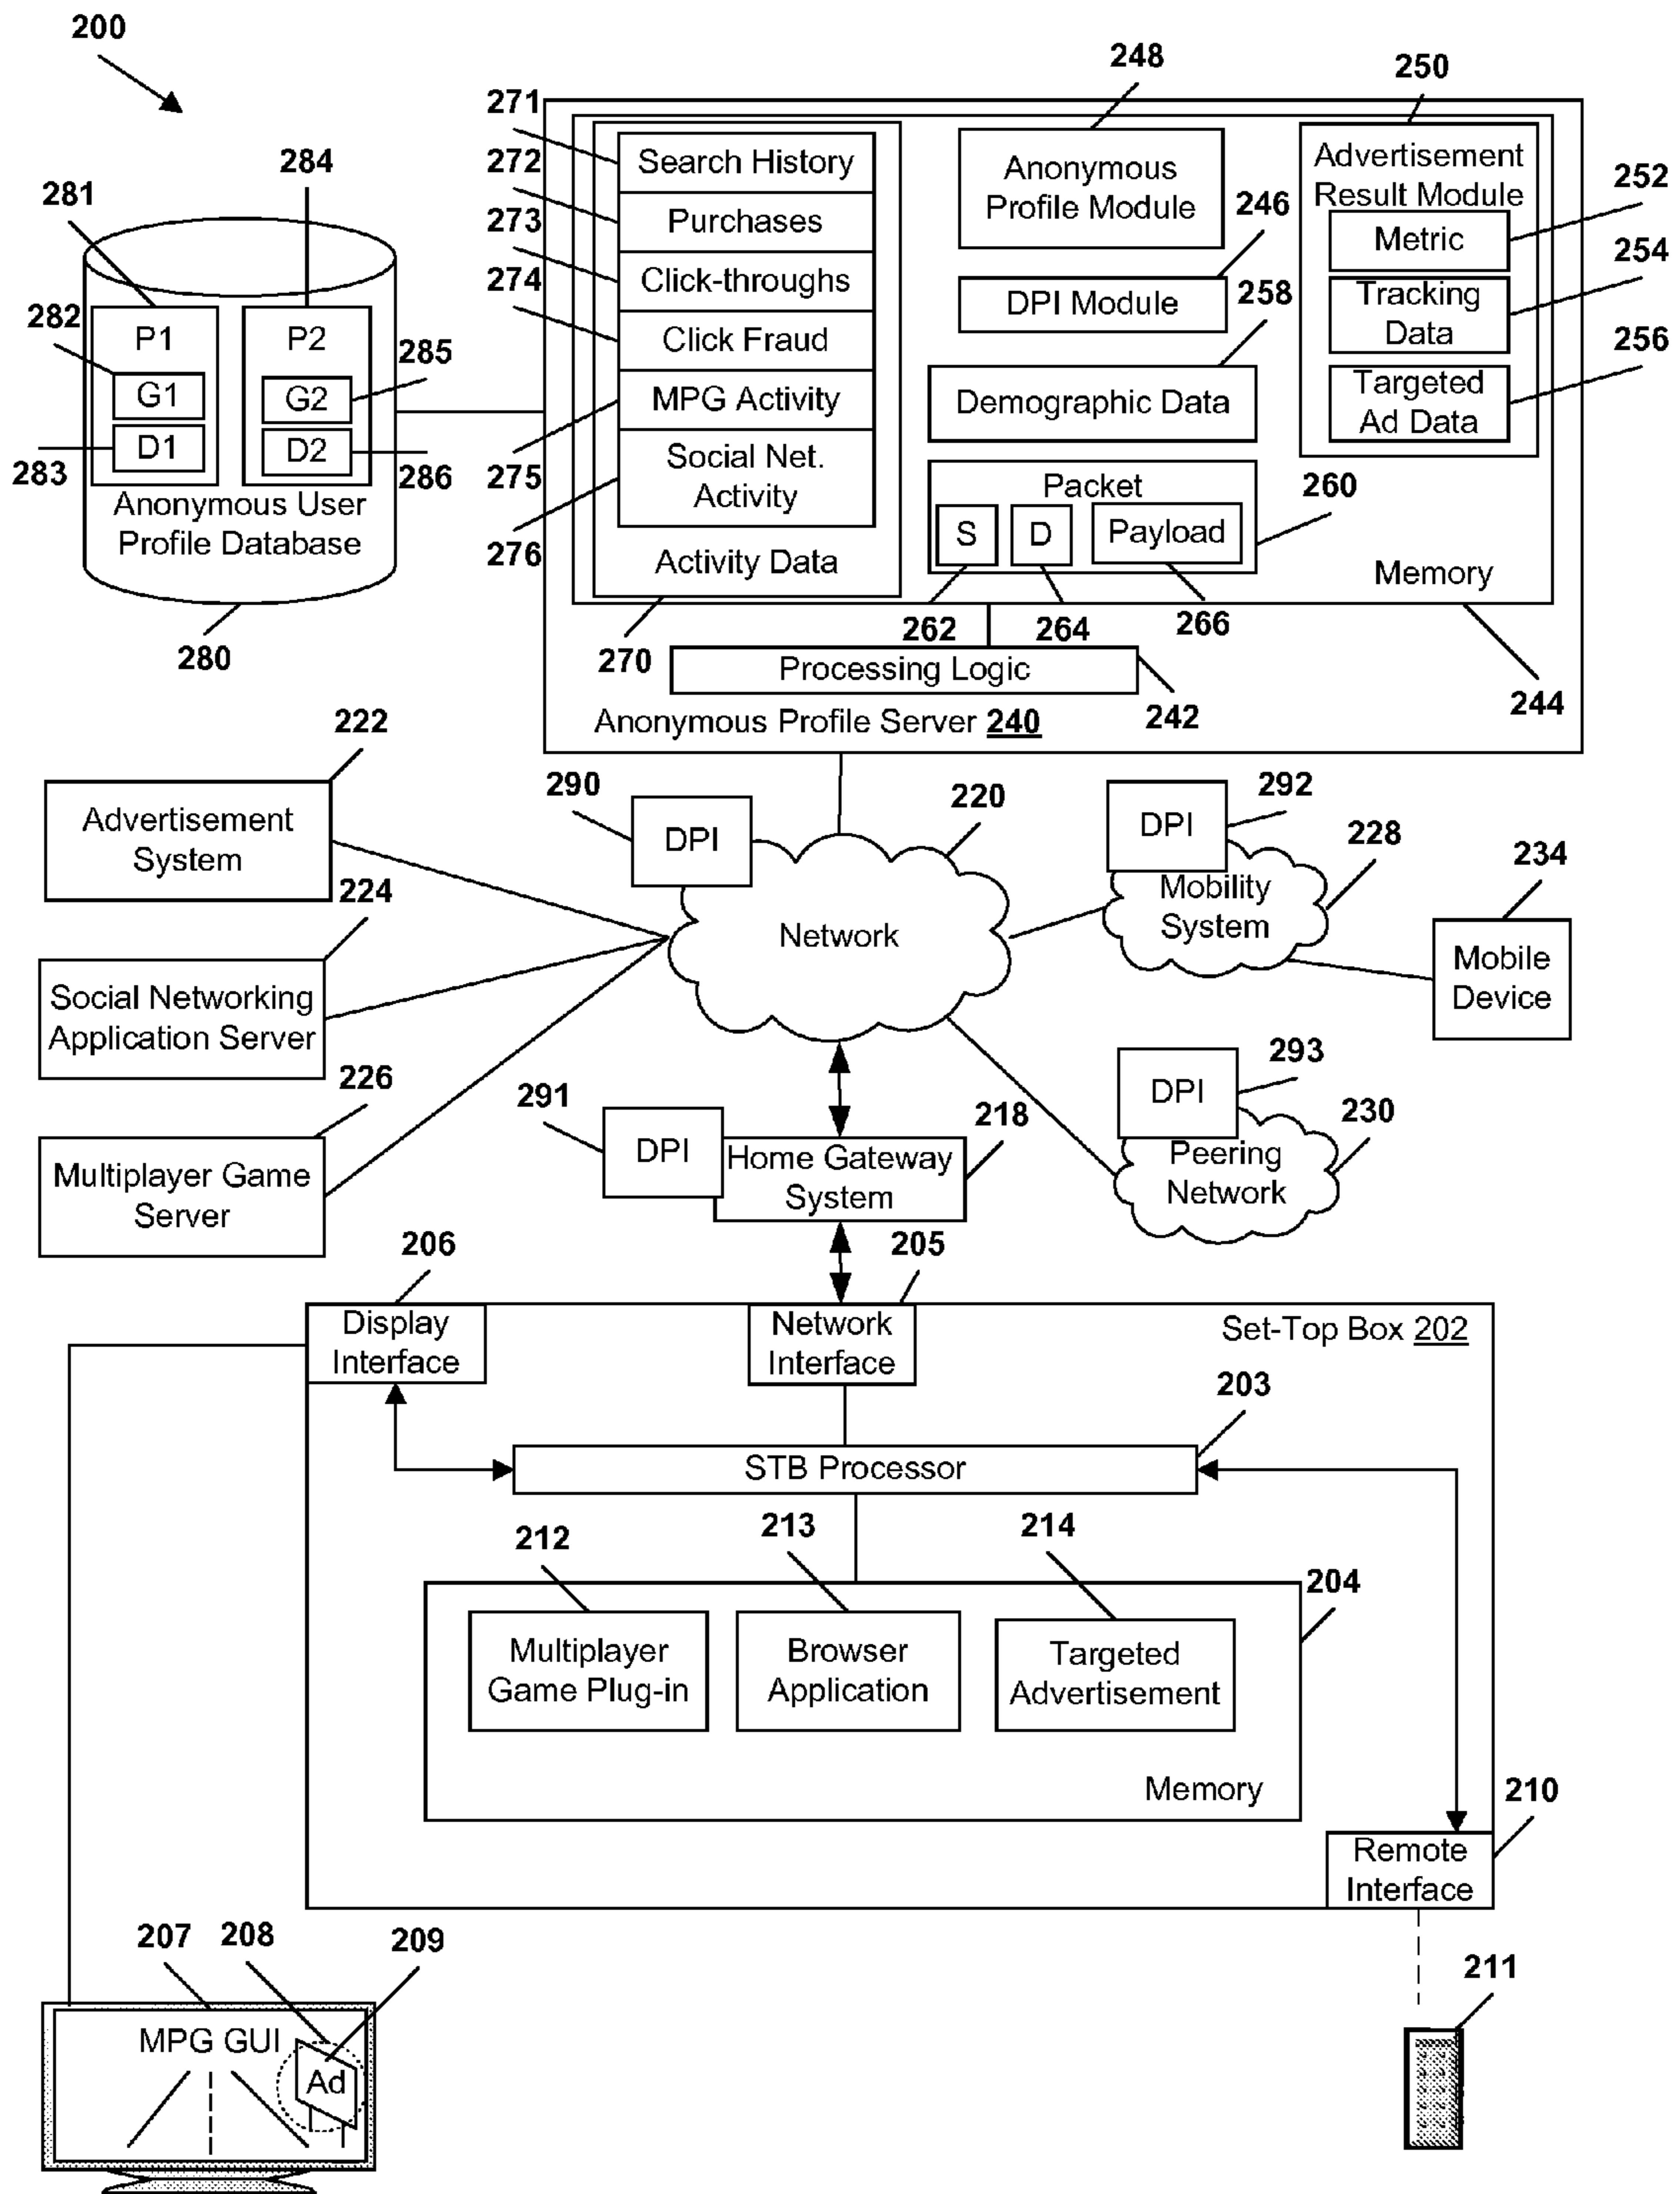 200
248
250
271
272
273
274
275
276
Search History
Purchases
Click-throughs
Click Fraud
MPG Activity
Social Net.
Activity
Activity Data
270
Anonymous
Profile Module
246
DPI Module
258
Demographic Data
Packet
260
S
D
Payload
262
264
266
Advertisement
Result Module
252
Metric
254
Tracking
Data
256
Targeted
Ad Data
Memory
244
Processing Logic
242
Anonymous Profile Server 240
281
284
282
P1
P2
285
G1
G2
D1
D2
283
286
Anonymous User
Profile Database
280
222
Advertisement
System
224
Social Networking
Application Server
226
Multiplayer Game
Server
290
DPI
220
Network
292
DPI
228
Mobility
System
234
Mobile
Device
293
DPI
230
Peering
Network
291
DPI
218
Home Gateway
System
206
205
Display
Interface
Network
Interface
Set-Top Box 202
203
STB Processor
212
213
214
204
Multiplayer
Game Plug-in
Browser
Application
Targeted
Advertisement
Memory
210
Remote
Interface
207
208
209
MPG GUI
Ad
211